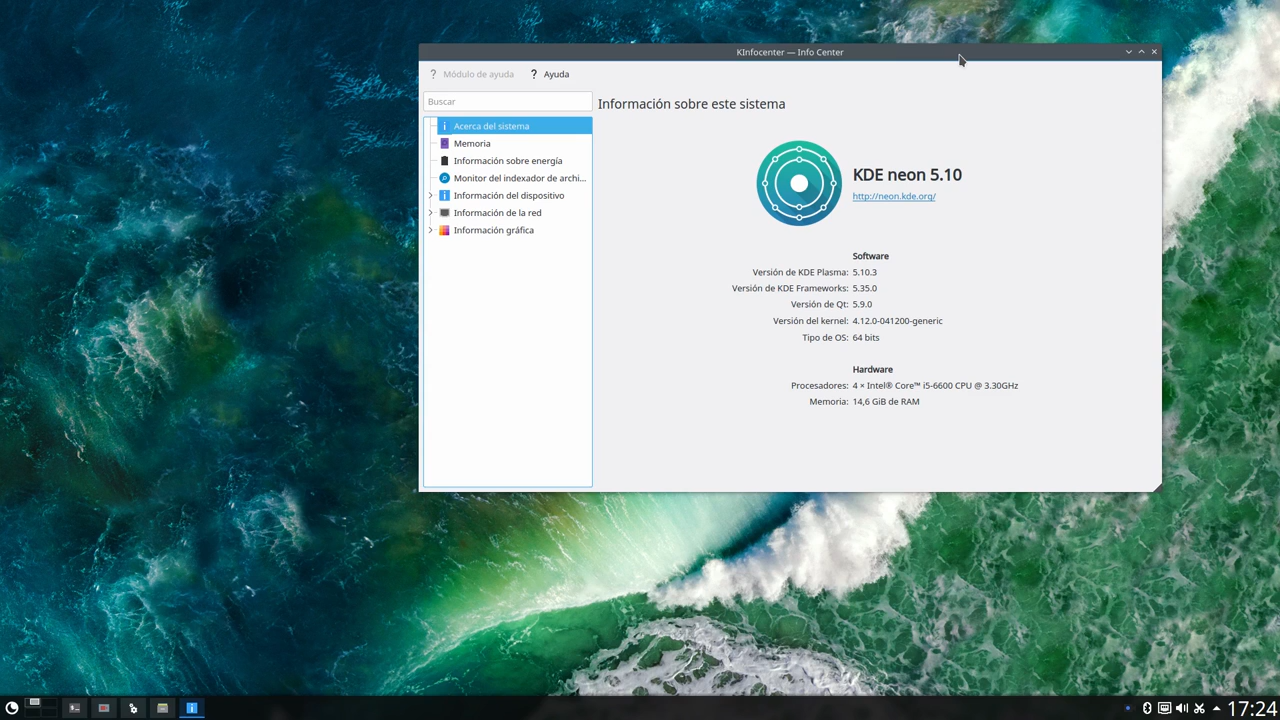 KInfocenter — Info Center
Módulo de ayuda
Ayuda
Buscar
Información sobre este sistema
Acerca del sistema
Memoria
Información sobre energía
Monitor del indexador de archi...
Información del dispositivo
Información de la red
Información gráfica
KDE neon 5.10
http://neon.kde.org/
Software
Versión de KDE Plasma: 5.10.3
Versión de KDE Frameworks: 5.35.0
Versión de Qt: 5.9.0
Versión del kernel: 4.12.0-041200-generic
Tipo de OS: 64 bits
Hardware
Procesadores: 4 × Intel® Core™ i5-6600 CPU @ 3.30GHz
Memoria: 14,6 GiB de RAM
17:24